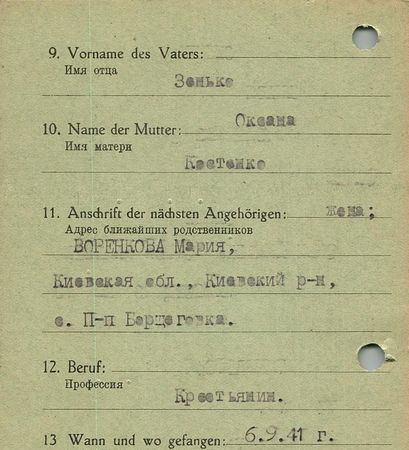 9. Vorname des Vaters:
Имя отца
Зенько
10. Name der Mutter: Оксана
Имя матери
Костенко
11. Anschrift der nächsten Angehörigen: жена;
Адрес ближайших родственников
ВОРЕНКОВА Мария,
Киевская обл., Киевский р-н,
с. П-п
12. Beruf:
Профессия
Крестьянин.
13 Wann und wo gefangen: 6.9.41 г.